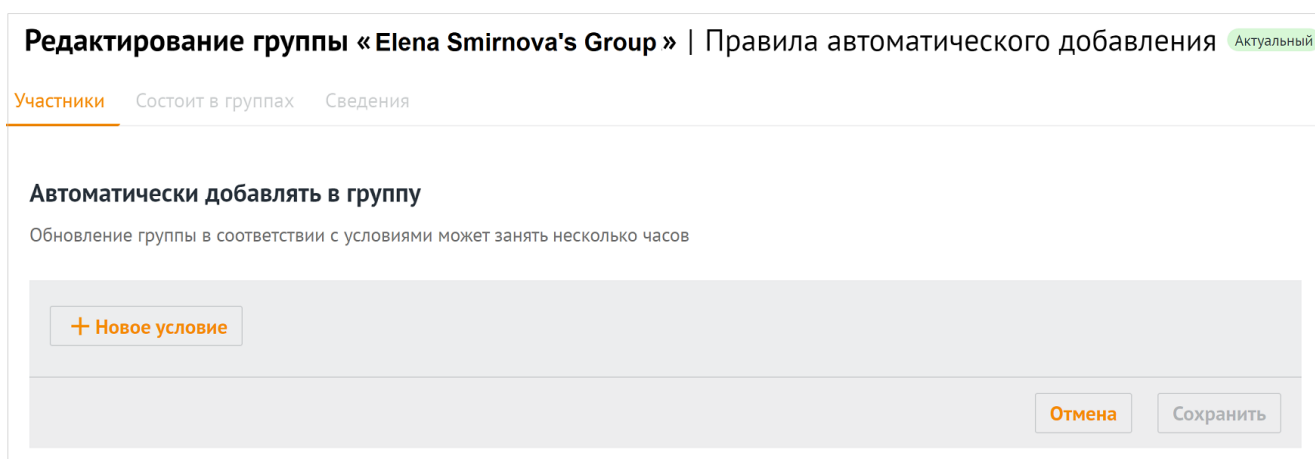 Редактирование группы «Elena Smirnova's Group» | Правила автоматического добавления Актуальный
Участники Состоит в группах Сведения
Автоматически добавлять в группу
Обновление группы в соответствии с условиями может занять несколько часов
+ Новое условие
Отмена Сохранить